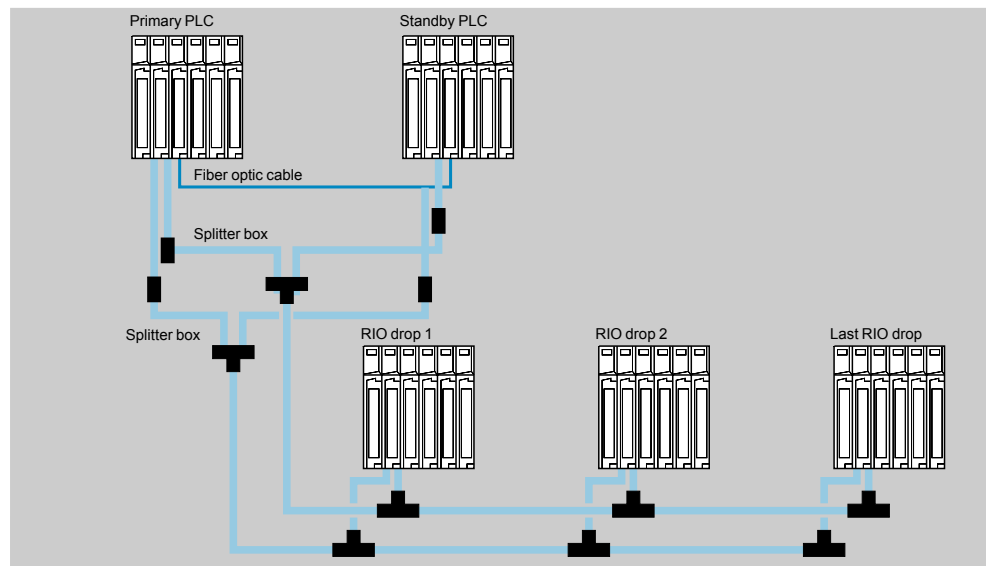 Primary PLC
Standby PLC
Fiber optic cable
Splitter box
Splitter box
RIO drop 1
RIO drop 2
Last RIO drop